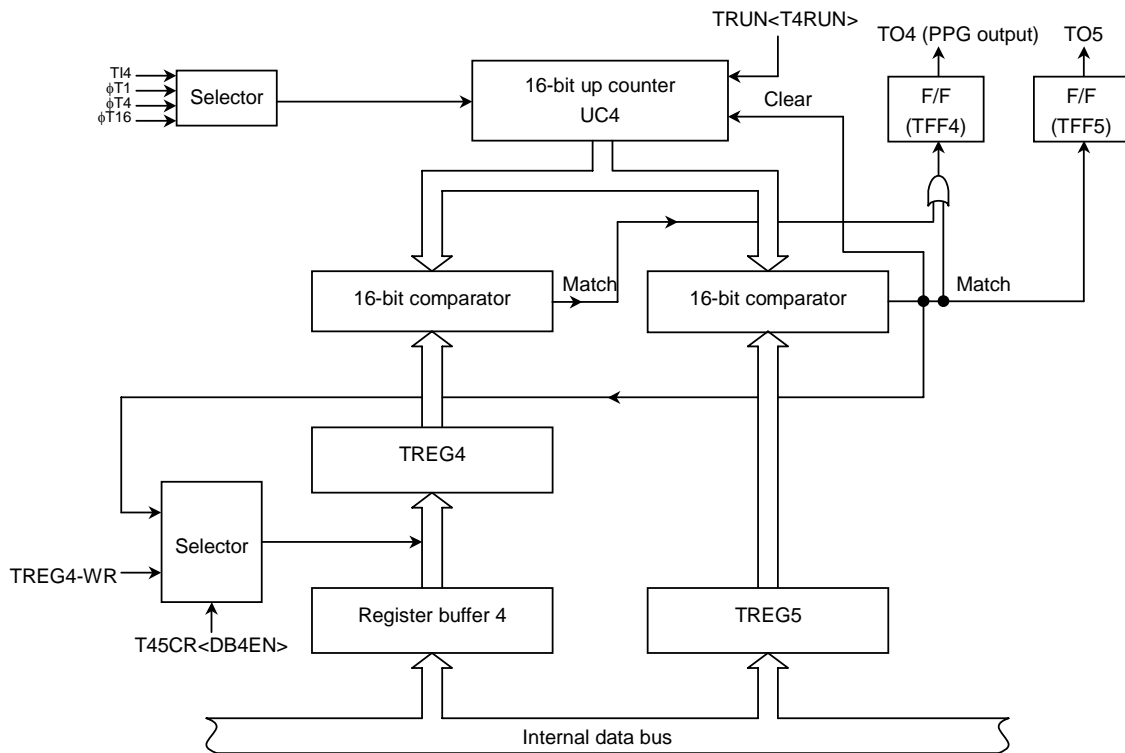 TRUN<T4RUN>
TO4 (PPG output)
TO5
TI4
φT1
φT4
φT16
Selector
16-bit up counter
UC4
Clear
F/F
(TFF4)
F/F
(TFF5)
16-bit comparator
Match
16-bit comparator
Match
TREG4
Selector
TREG4-WR
T45CR<DB4EN>
Register buffer 4
TREG5
Internal data bus